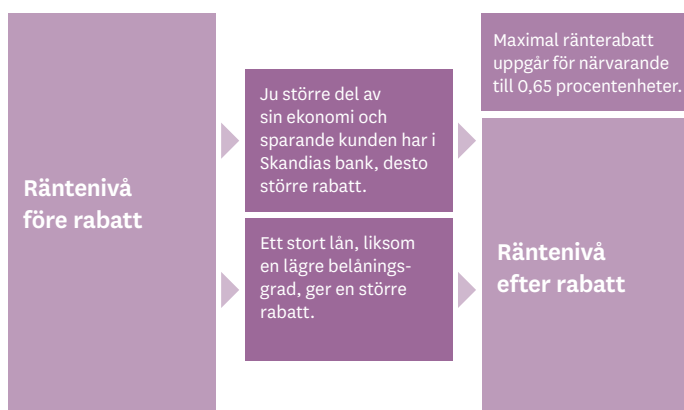 Räntenivå
före rabatt
Ju större del av
sin ekonomi och
sparande kunden har i
Skandias bank, desto
större rabatt.
Ett stort lån, liksom
en lägre belånings-
grad, ger en större
rabatt.
Maximal ränterabatt
uppgår för närvarande
till 0,65 procentenheter.
Räntenivå
efter rabatt